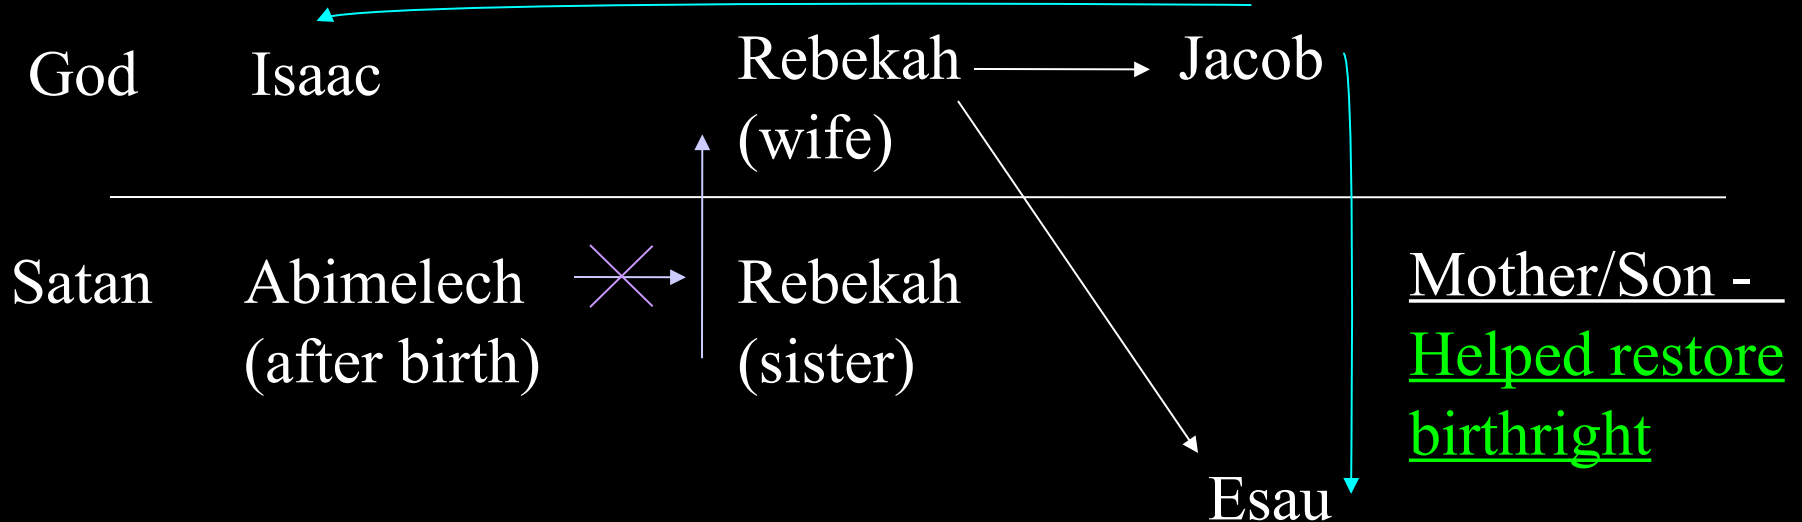 God Isaac Rebekah Jacob
(wife)
Satan Abimelech Rebekah Mother/Son -
(after birth) (sister) Helped restore
birthright
Esau